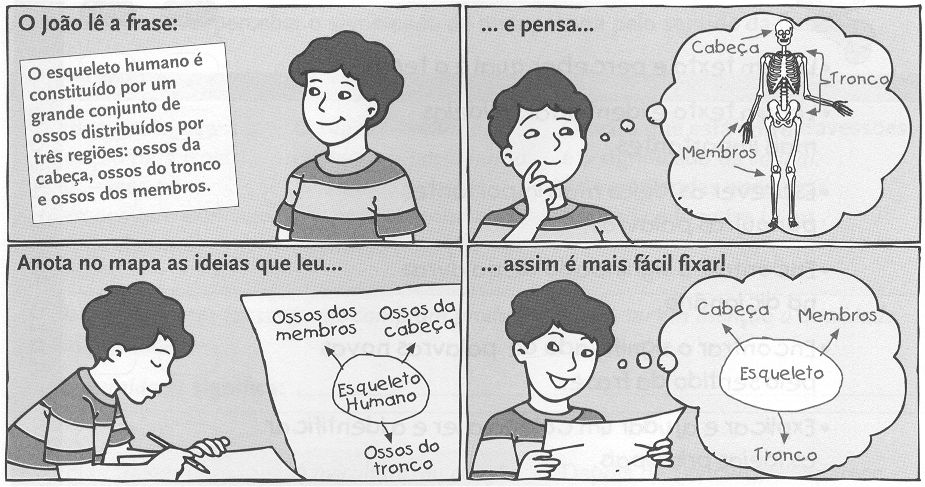 O João lê a frase:
O esqueleto humano é
constituído por um
grande conjunto de
ossos distribuídos por
três regiões: ossos da
cabeça, ossos do tronco
e ossos dos membros.
... e pensa...
Cabeça
Tronco
Membros
Anota no mapa as ideias que leu...
Ossos dos
membros
Ossos da
cabeça
Esqueleto
Humano
Ossos do
tronco
... assim é mais fácil fixar!
Cabeça
Membros
Esqueleto
Tronco